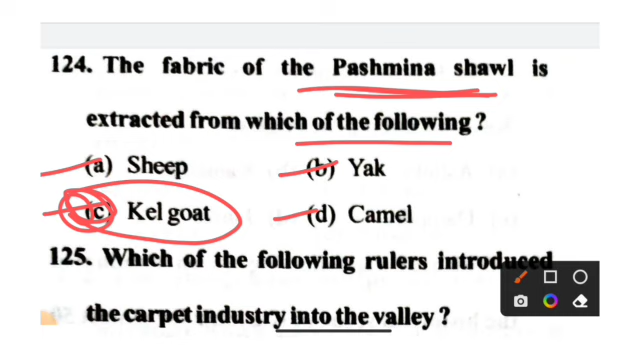 124. The fabric of the Pashmina shawl is
extracted from which of the following ?
(a) Sheep (b) Yak
(c) Kel goat (d) Camel
125. Which of the following rulers introduced
the carpet industry into the valley ?